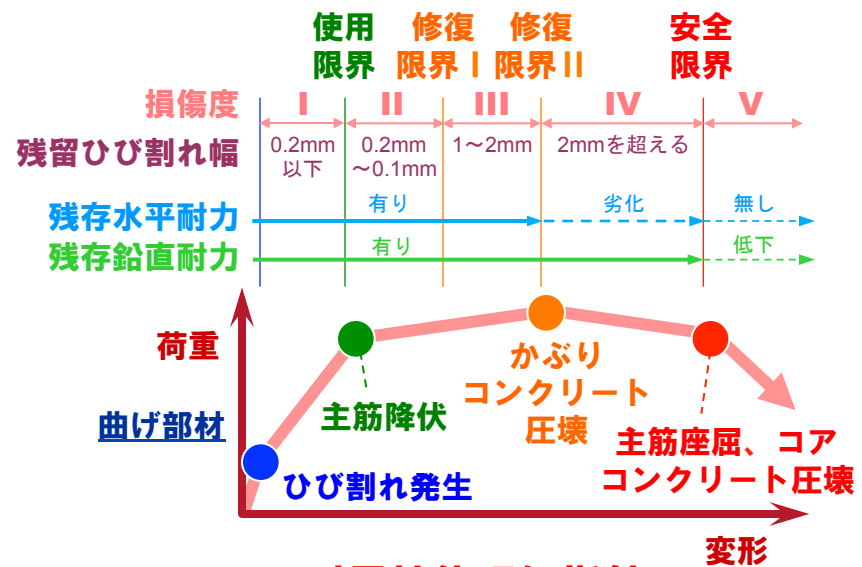 使用
限界
修復
限界Ⅰ
修復
限界Ⅱ
安全
限界
損傷度
Ⅰ
Ⅱ
Ⅲ
Ⅳ
Ⅴ
残留ひび割れ幅
0.2mm
以下
0.2mm
～0.1mm
1～2mm
2mmを超える
残存水平耐力
有り
劣化
無し
残存鉛直耐力
有り
低下
荷重
曲げ部材
かぶり
コンクリート
圧壊
主筋降伏
主筋座屈、コア
コンクリート圧壊
ひび割れ発生
変形